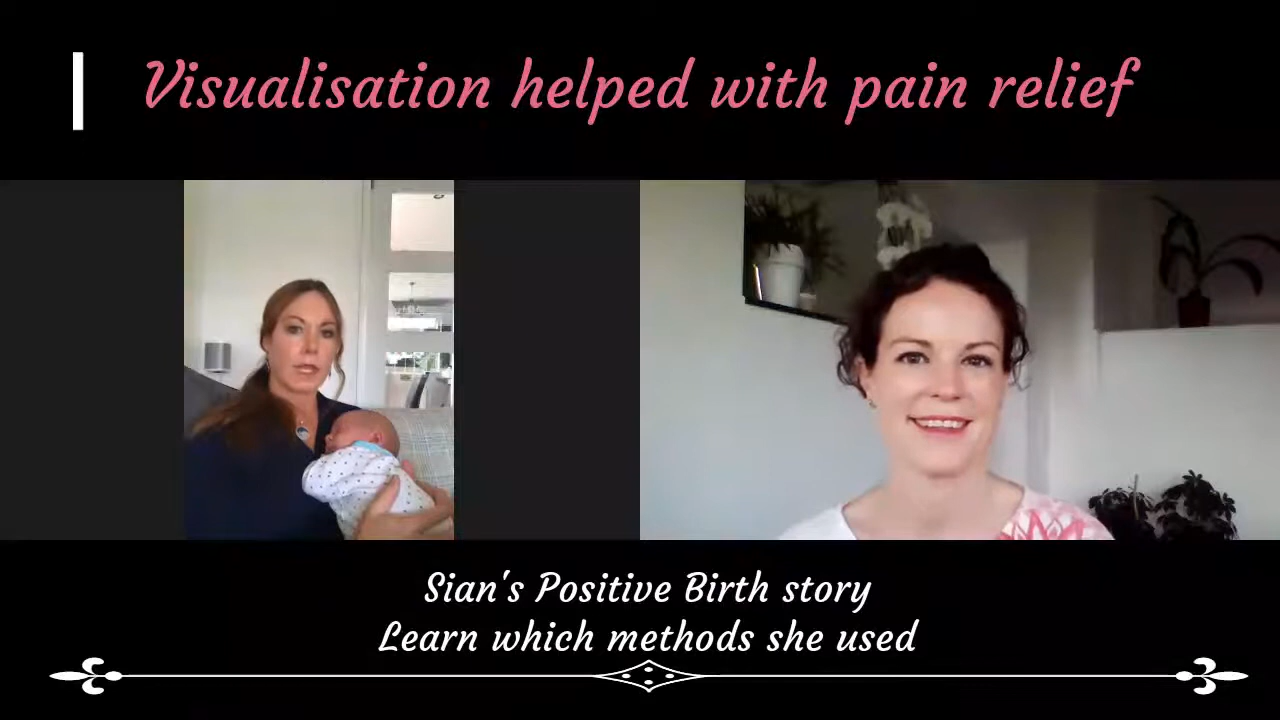 Visualisation helped with pain relief
Sian's Positive Birth story
Learn which methods she used